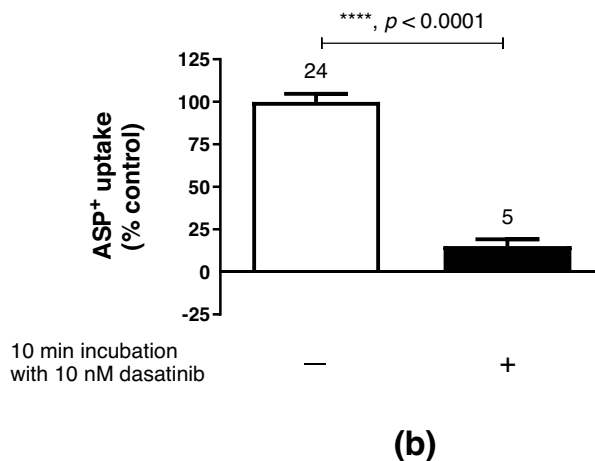 ****, p < 0.0001
24
125
100
75
50
25
0
-25
ASP⁺ uptake
(% control)
5
10 min incubation
with 10 nM dasatinib
— +
(b)